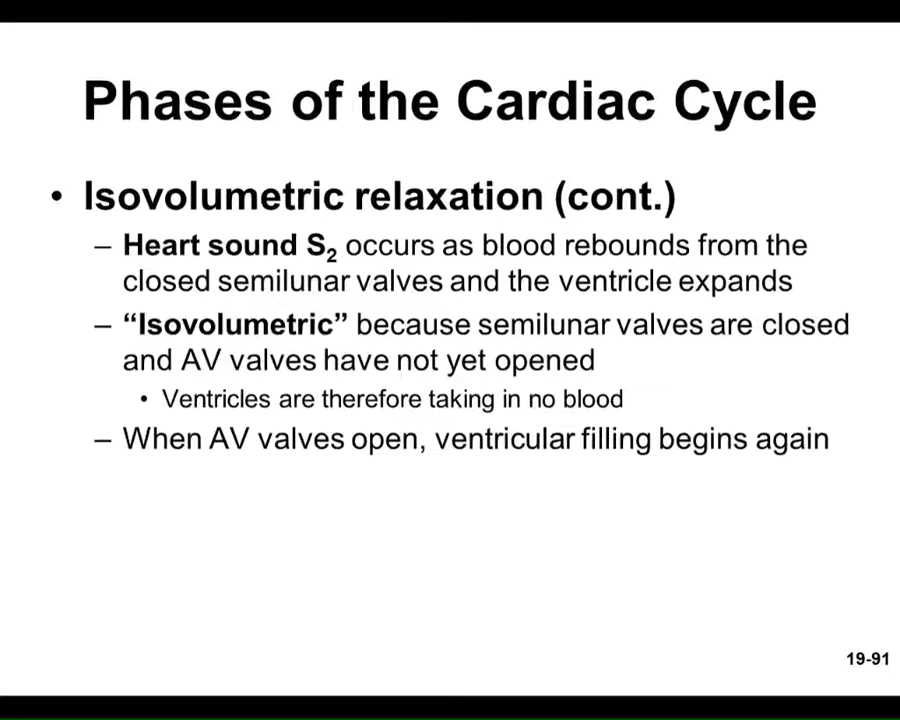 Phases of the Cardiac Cycle
• Isovolumetric relaxation (cont.)
– Heart sound S₂ occurs as blood rebounds from the
closed semilunar valves and the ventricle expands
– “Isovolumetric” because semilunar valves are closed
and AV valves have not yet opened
• Ventricles are therefore taking in no blood
– When AV valves open, ventricular filling begins again
19-91